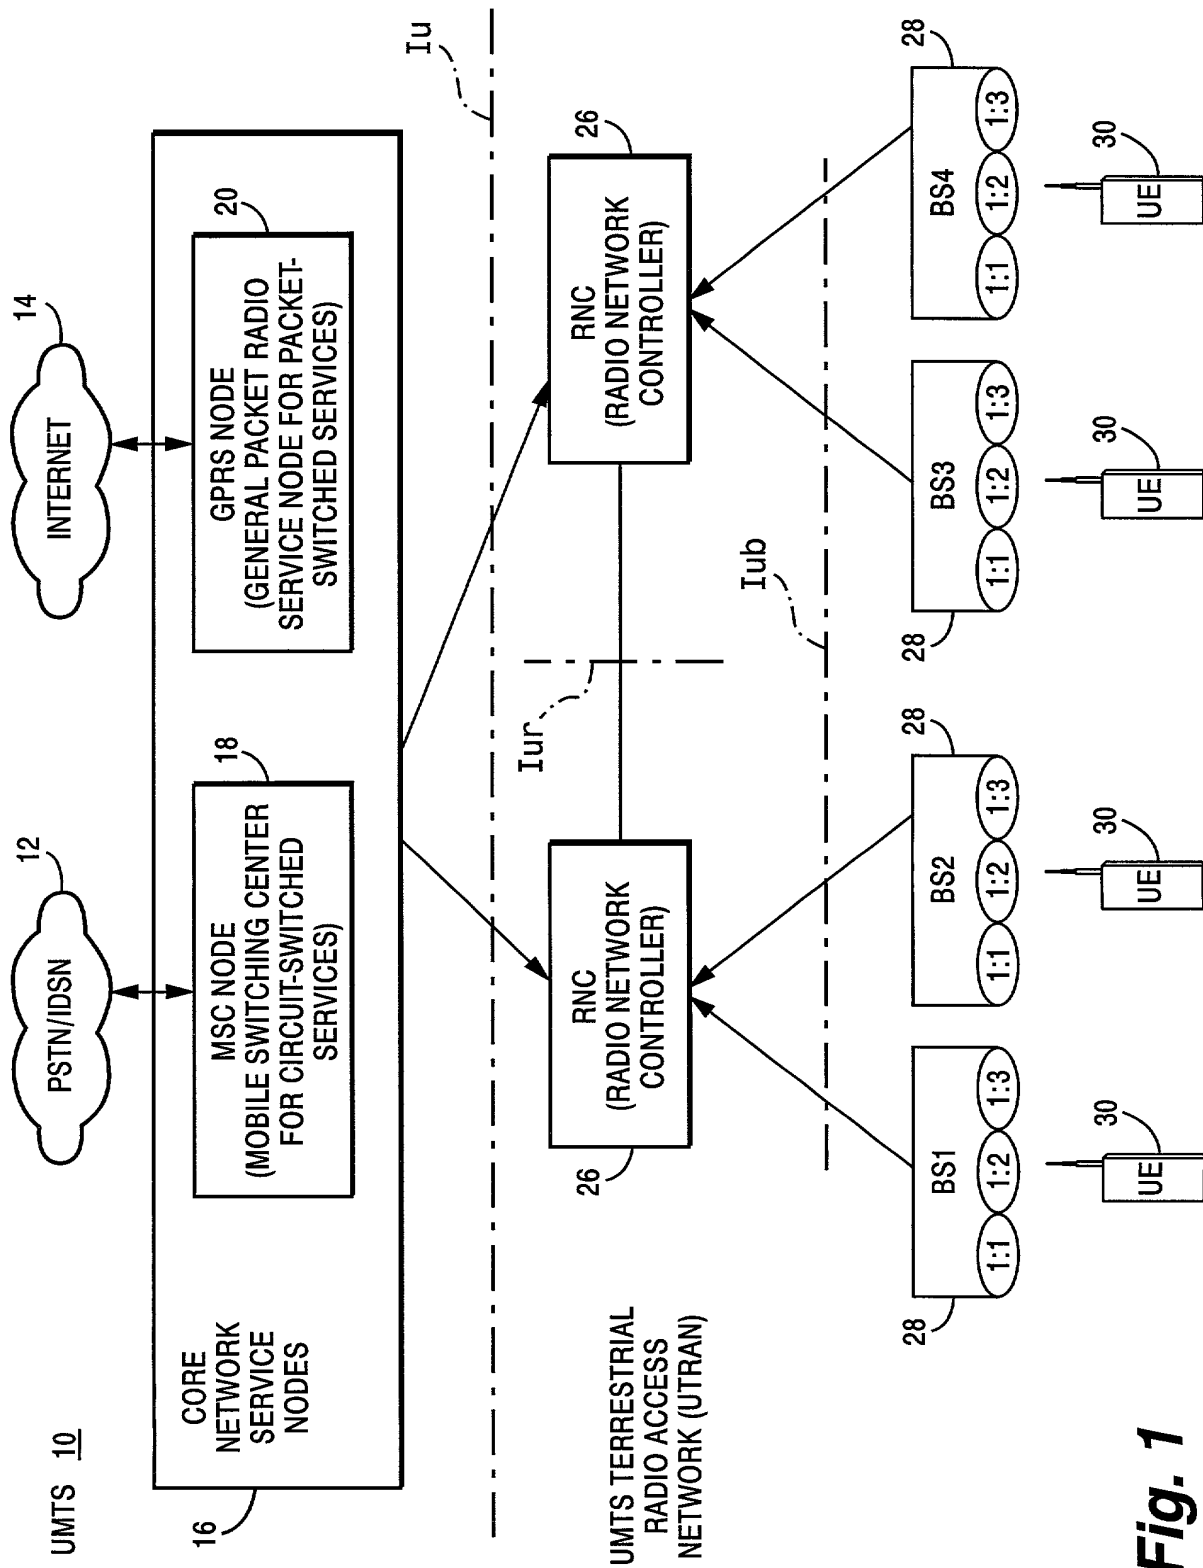 UMTS 10
12
PSTN/IDSN
14
INTERNET
16
CORE
NETWORK
SERVICE
NODES
18
MSC NODE
(MOBILE SWITCHING CENTER
FOR CIRCUIT-SWITCHED
SERVICES)
20
GPRS NODE
(GENERAL PACKET RADIO
SERVICE NODE FOR PACKET-
SWITCHED SERVICES)
Iu
UMTS TERRESTRIAL
RADIO ACCESS
NETWORK (UTRAN)
26
RNC
(RADIO NETWORK
CONTROLLER)
Iur
26
RNC
(RADIO NETWORK
CONTROLLER)
Iub
28
BS1
1:1 1:2 1:3
28
BS2
1:1 1:2 1:3
28
BS3
1:1 1:2 1:3
28
BS4
1:1 1:2 1:3
30
UE
30
UE
30
UE
30
UE
Fig. 1